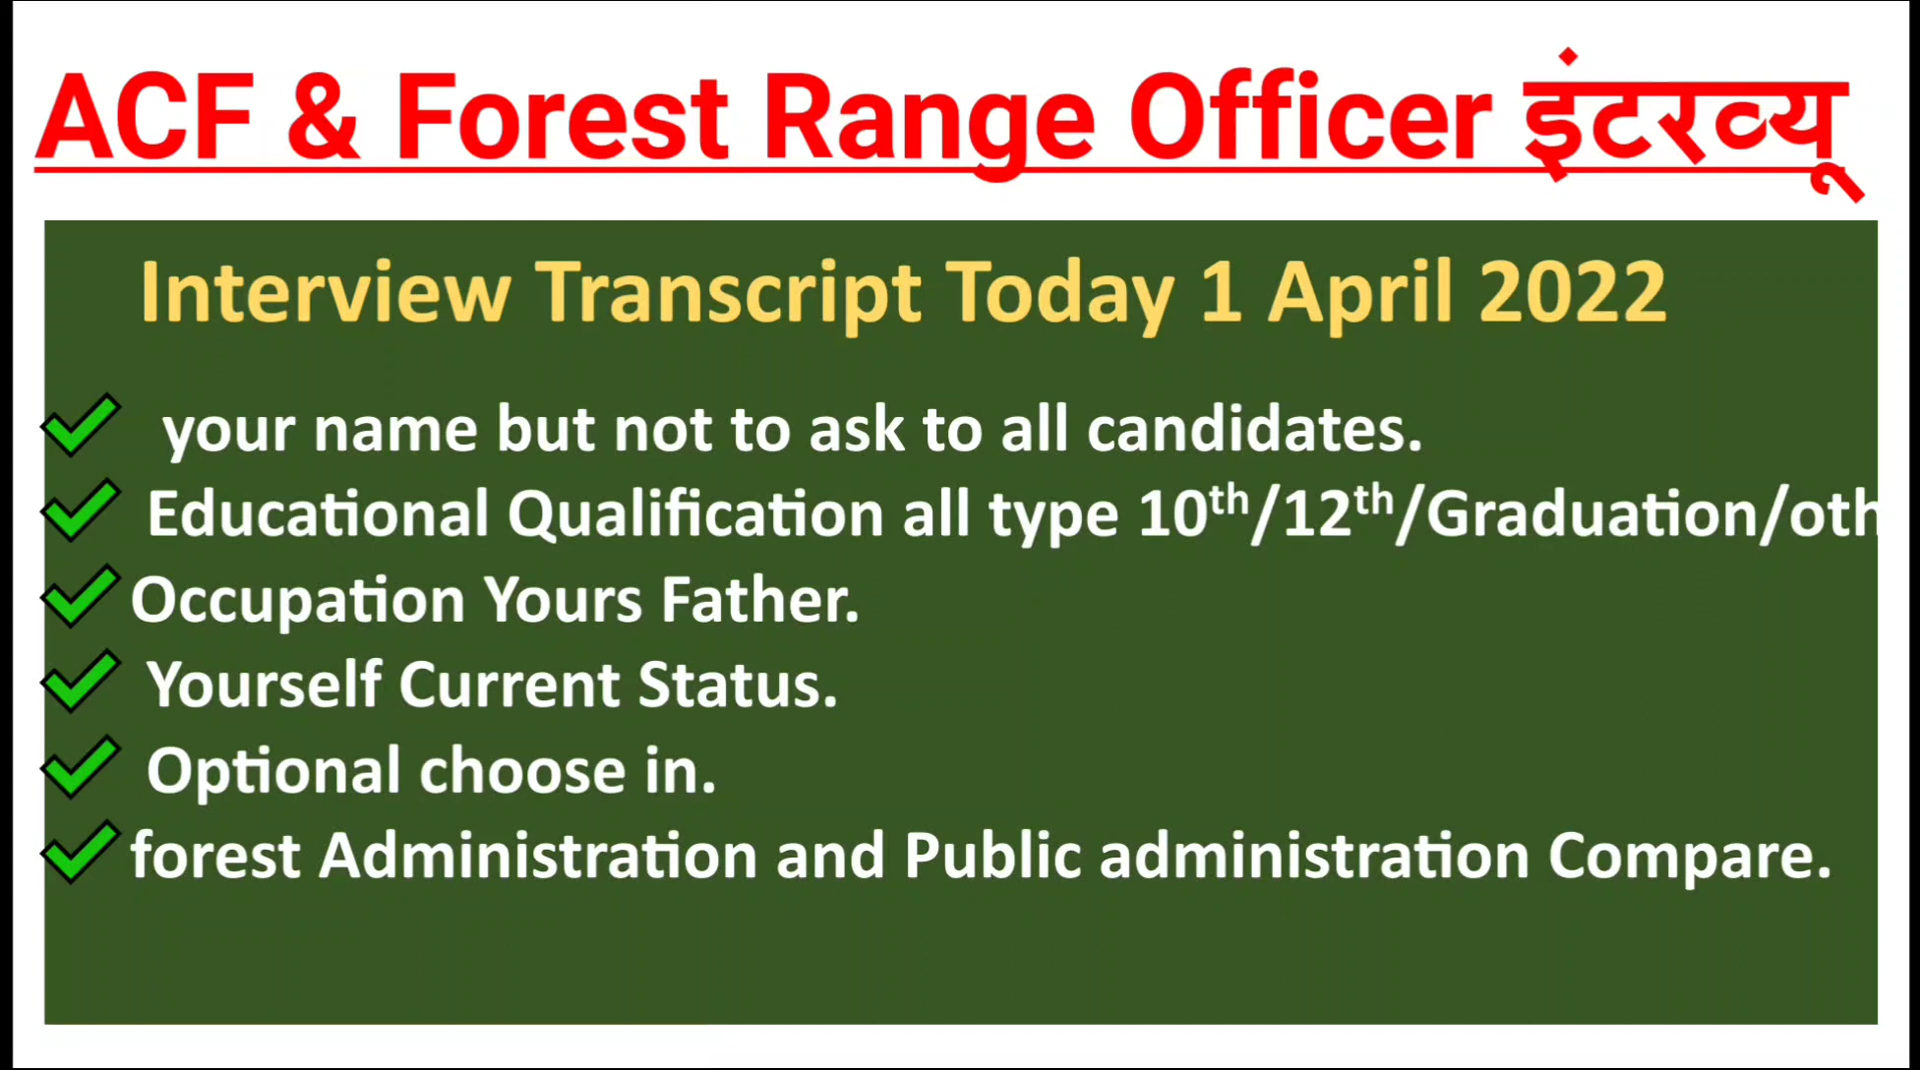 ACF & Forest Range Officer इंटरव्यू
Interview Transcript Today 1 April 2022
your name but not to ask to all candidates.
Educational Qualification all type 10th/12th/Graduation/oth
Occupation Yours Father.
Yourself Current Status.
Optional choose in.
forest Administration and Public administration Compare.